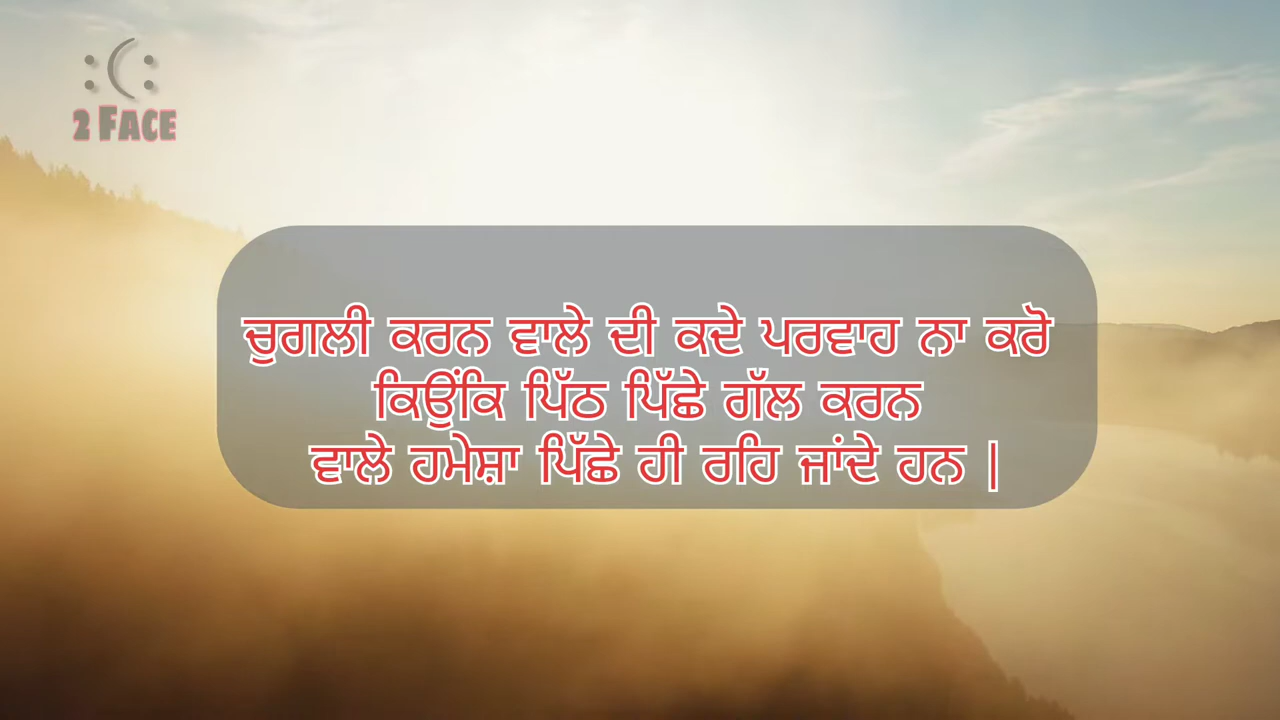 2 FACE
ਚੁਗਲੀ ਕਰਨ ਵਾਲੇ ਦੀ ਕਦੇ ਪਰਵਾਹ ਨਾ ਕਰੋ
ਕਿਉਂਕਿ ਪਿੱਠ ਪਿੱਛੇ ਗੱਲ ਕਰਨ
ਵਾਲੇ ਹਮੇਸ਼ਾ ਪਿੱਛੇ ਹੀ ਰਹਿ ਜਾਂਦੇ ਹਨ |